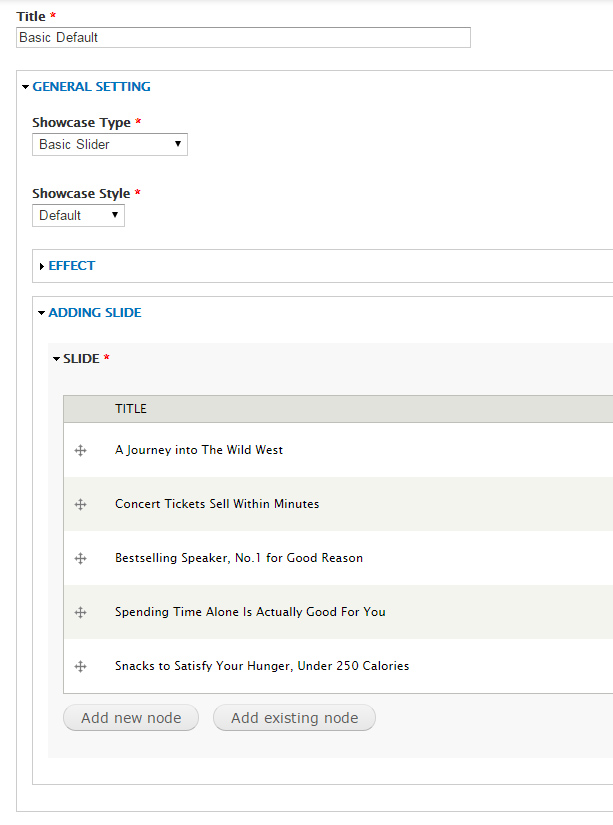 Title *
Basic Default
GENERAL SETTING
Showcase Type *
Basic Slider
Showcase Style *
Default
EFFECT
ADDING SLIDE
SLIDE *
TITLE
A Journey into The Wild West
Concert Tickets Sell Within Minutes
Bestselling Speaker, No.1 for Good Reason
Spending Time Alone Is Actually Good For You
Snacks to Satisfy Your Hunger, Under 250 Calories
Add new node Add existing node